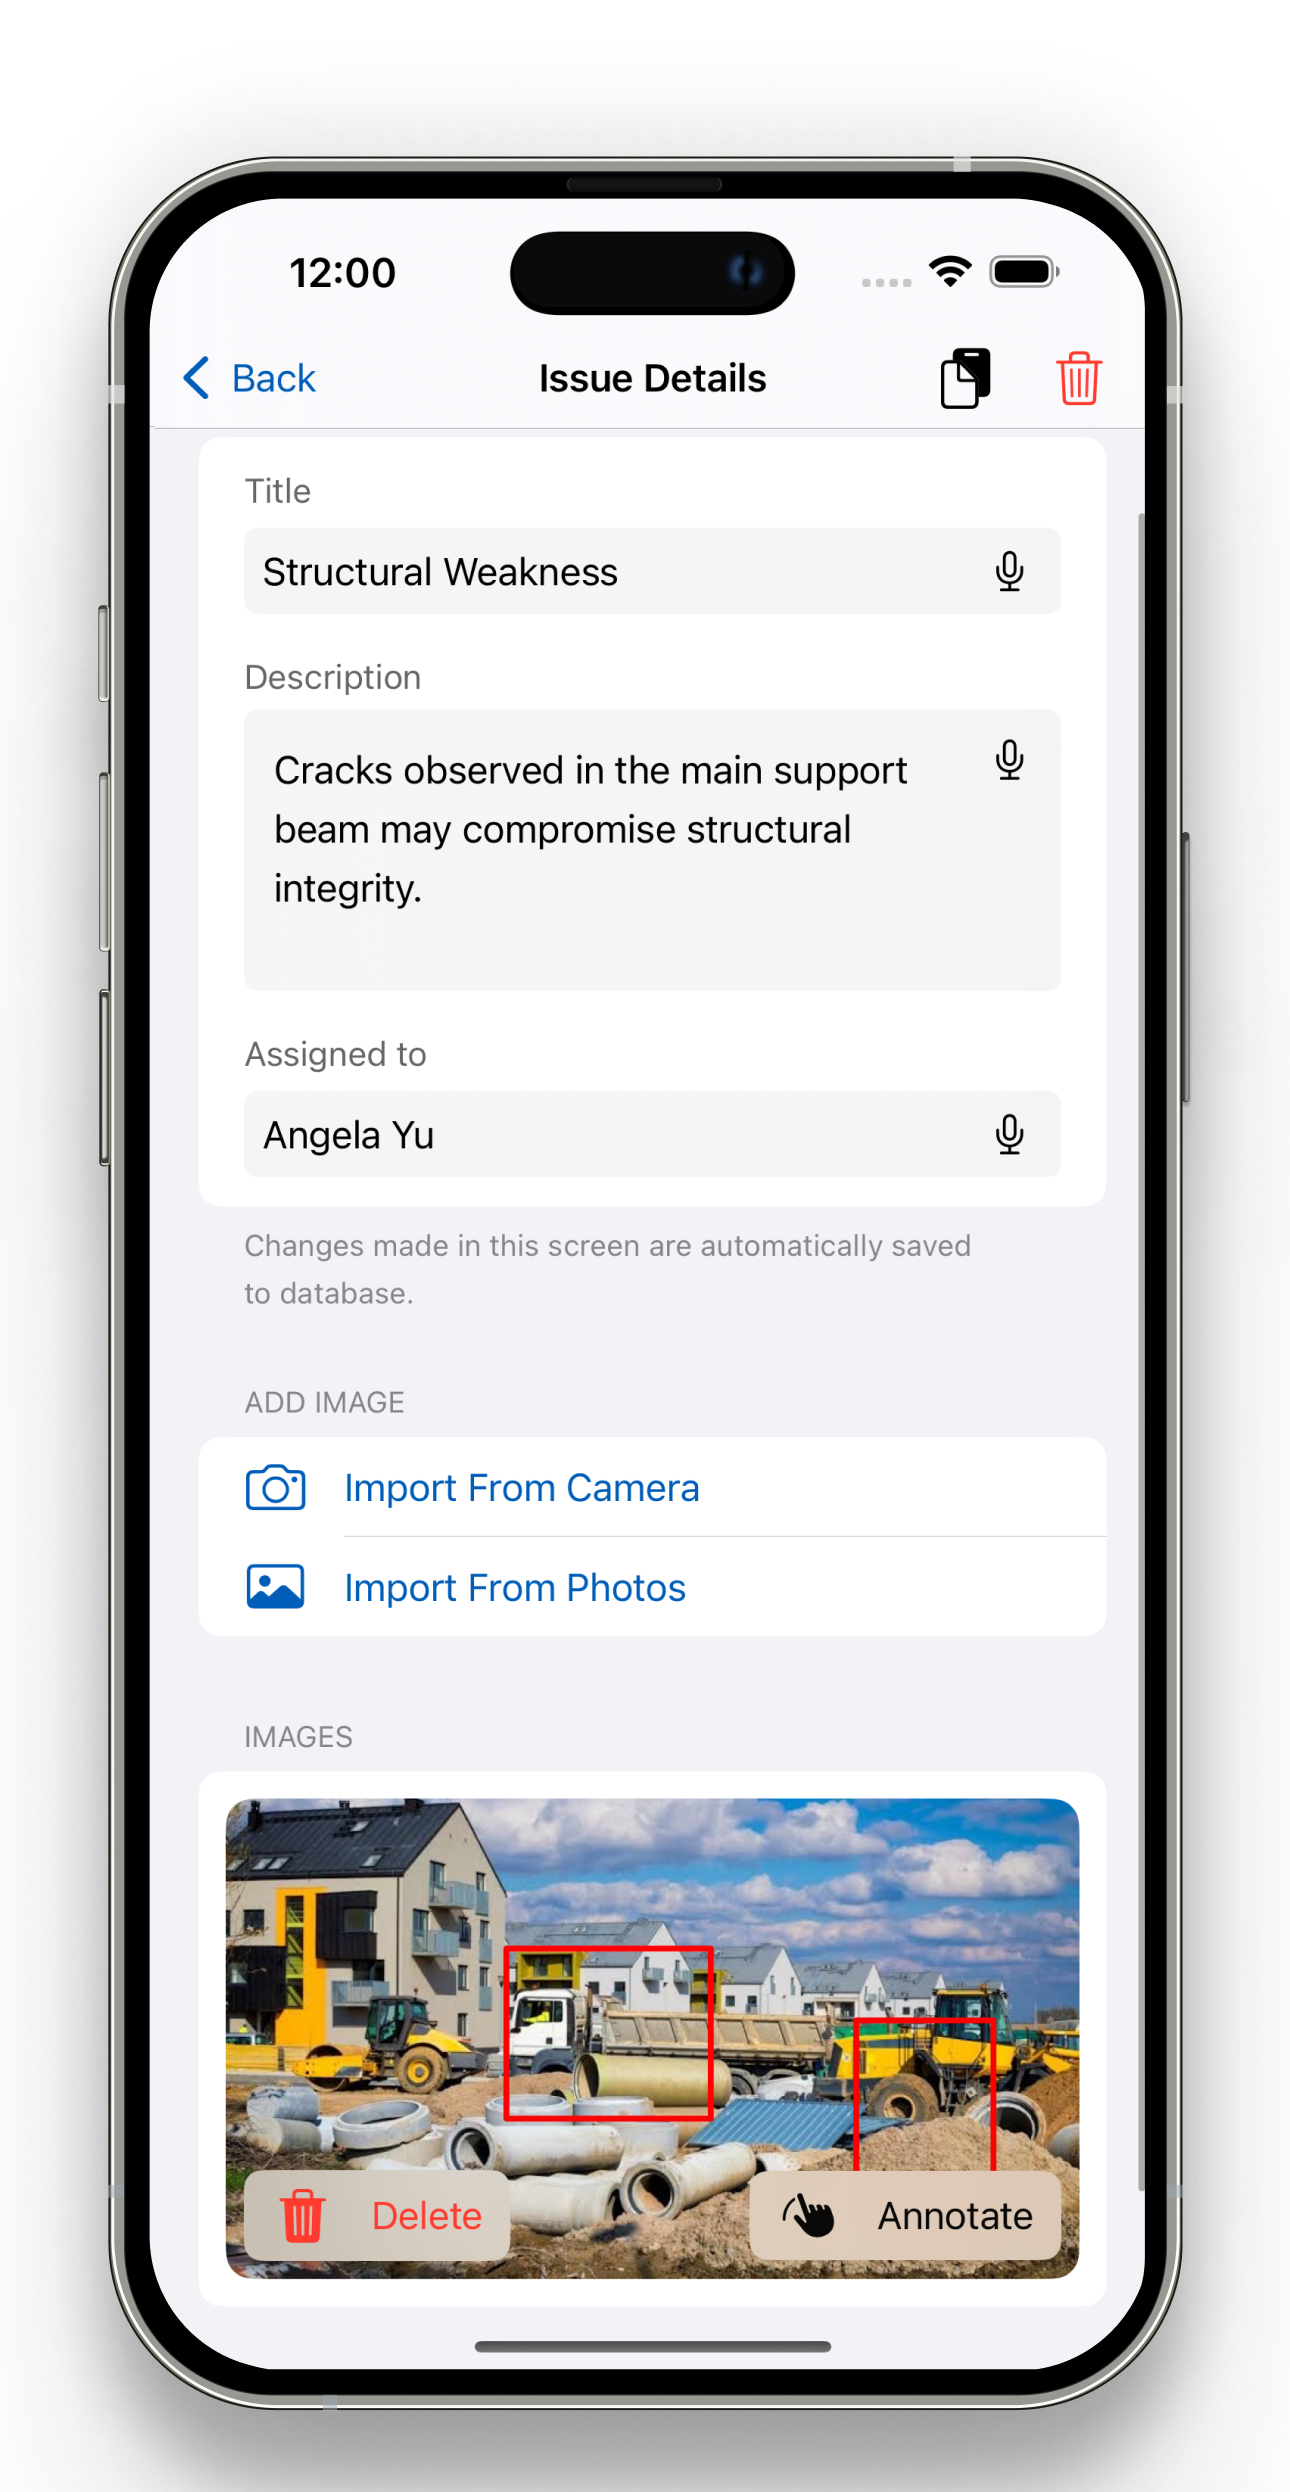 12:00
Back
Issue Details
Title
Structural Weakness
Description
Cracks observed in the main support
beam may compromise structural
integrity.
Assigned to
Angela Yu
Changes made in this screen are automatically saved
to database.
ADD IMAGE
Import From Camera
Import From Photos
IMAGES
Delete
Annotate